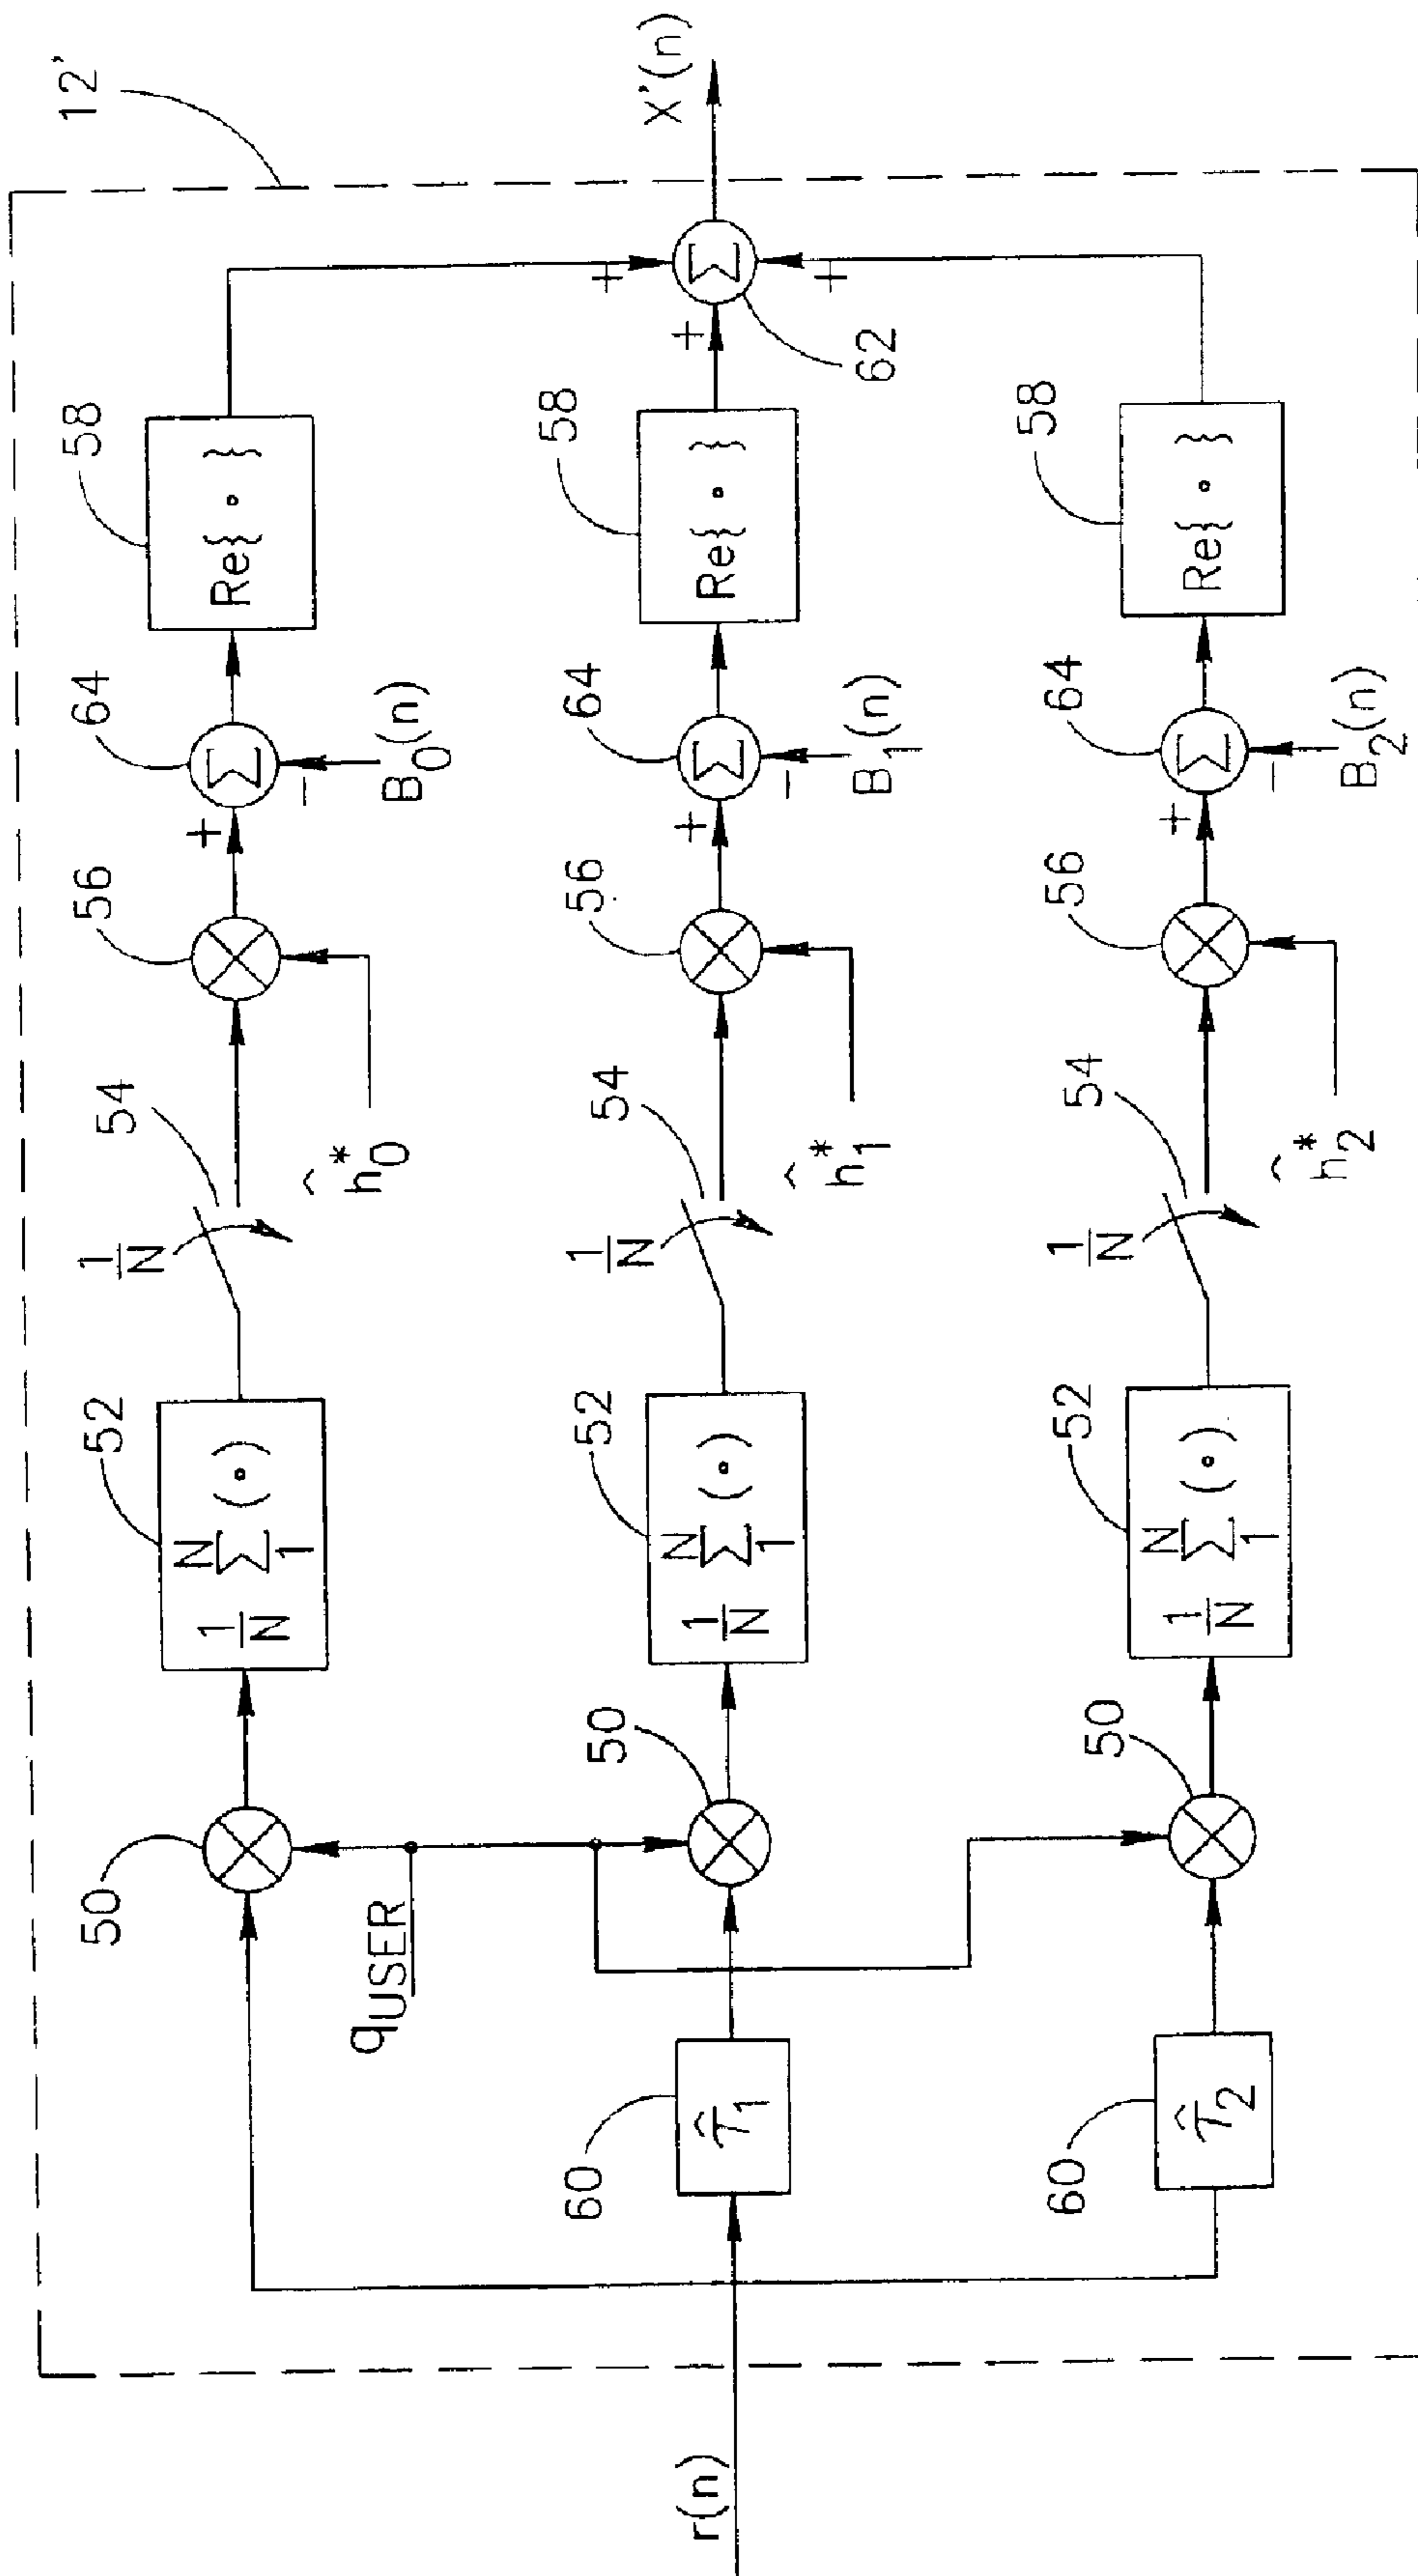 12'
58
64
56
54
52
50
Re{ ∘ }
Σ
+
−
B₀(n)
ĥ₀*
1/N
1/N Σ₁ᴺ (∘)
+
X'(n)
Σ
+
62
+
58
64
56
54
52
50
Re{ ∘ }
Σ
+
−
B₁(n)
ĥ₁*
1/N
1/N Σ₁ᴺ (∘)
qUSER
60
τ̂₁
r(n)
58
64
56
54
52
50
Re{ ∘ }
Σ
+
−
B₂(n)
ĥ₂*
1/N
1/N Σ₁ᴺ (∘)
60
τ̂₂